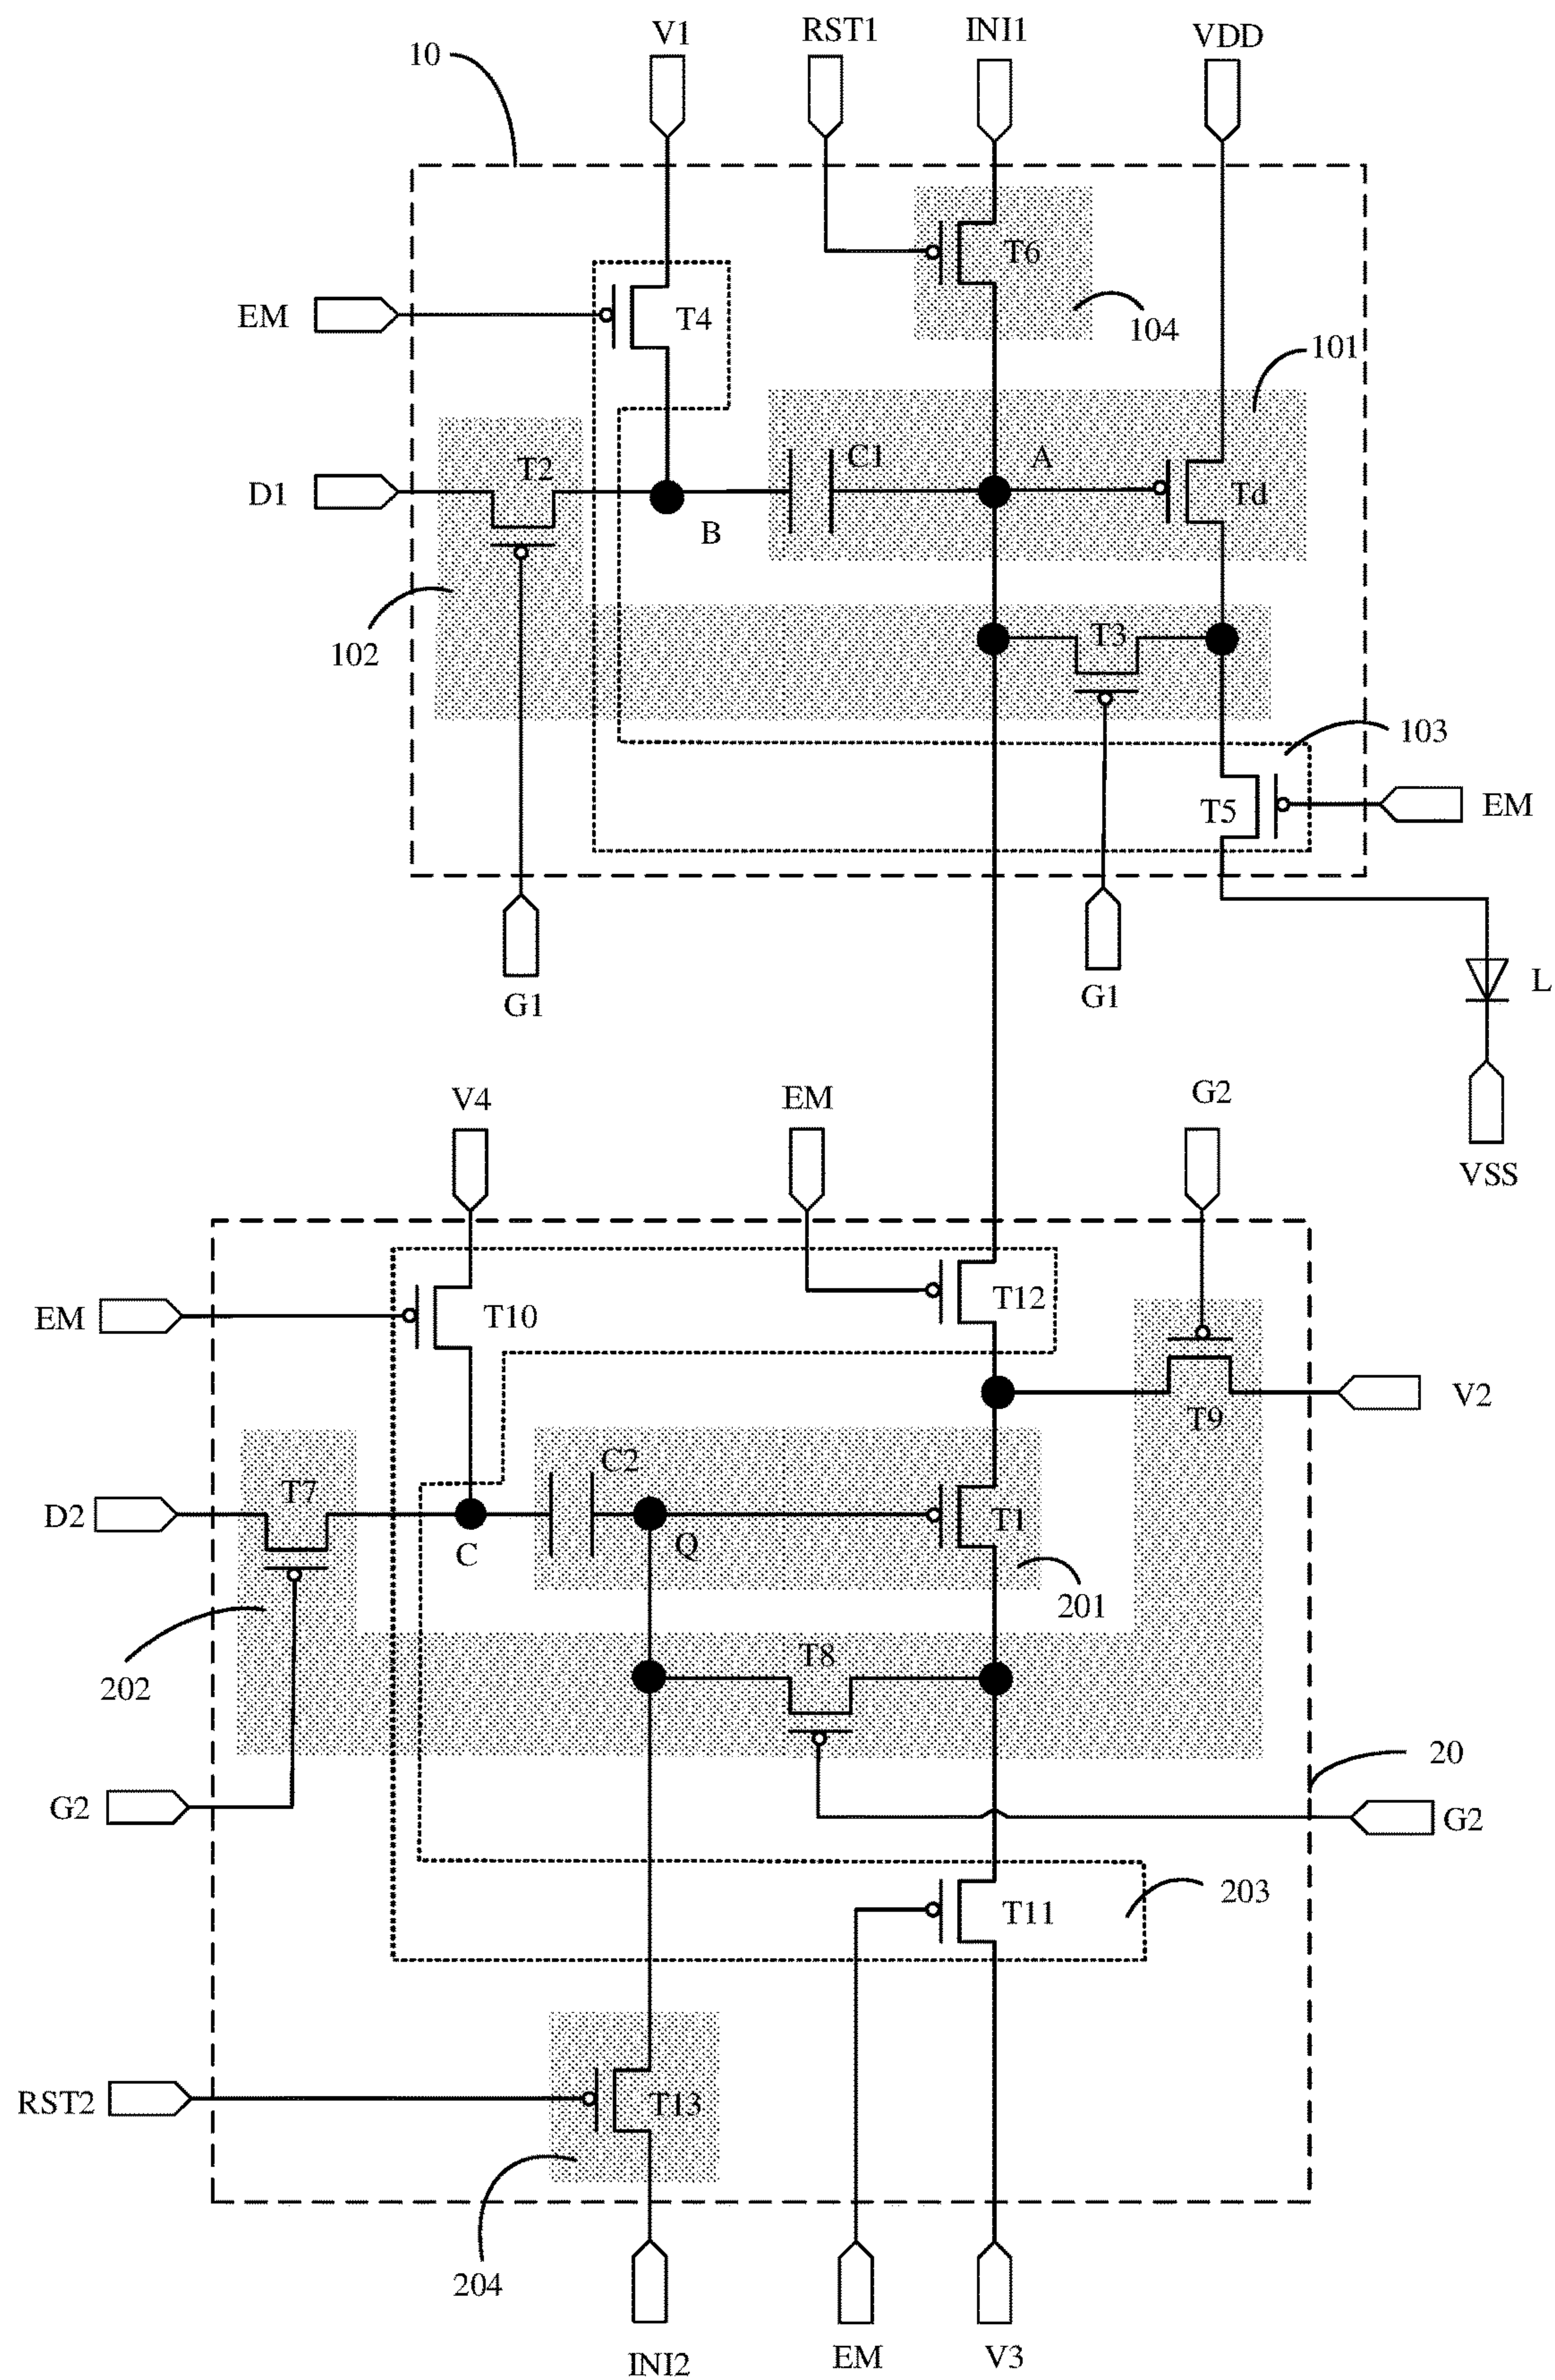 V1
RST1
INI1
VDD
10
T6
EM
T4
104
101
C1
A
T2
D1
Td
B
T3
102
103
T5
EM
G1
G1
L
V4
EM
G2
VSS
T12
EM
T10
V2
T9
C2
T7
D2
T1
C
Q
201
T8
202
20
G2
G2
203
T11
RST2
T13
204
INI2
EM
V3